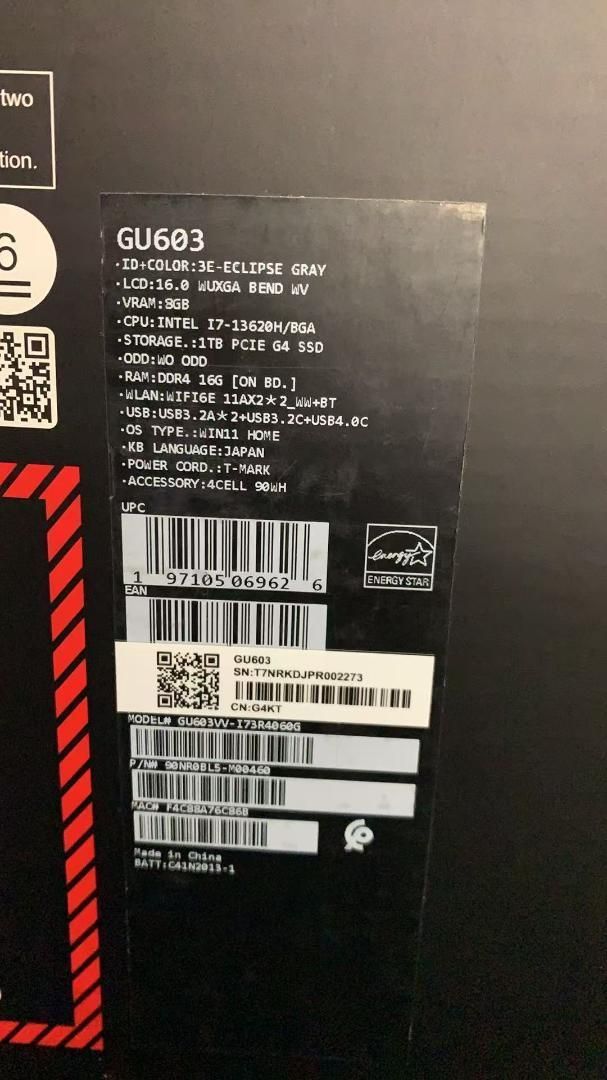 two
tion.
6
GU603
·ID+COLOR:3E-ECLIPSE GRAY
·LCD:16.0 WUXGA BEND WV
·VRAM:8GB
·CPU:INTEL I7-13620H/BGA
·STORAGE.:1TB PCIE G4 SSD
·ODD:WO ODD
·RAM:DDR4 16G [ON BD.]
·WLAN:WIFI6E 11AX2*2_WW+BT
·USB:USB3.2A*2+USB3.2C+USB4.0C
·OS TYPE.:WIN11 HOME
·KB LANGUAGE:JAPAN
·POWER CORD.:T-MARK
·ACCESSORY:4CELL 90WH
UPC
1 97105 06962 6
energy
ENERGY STAR
EAN
GU603
SN:T7NRKDJPR002273
CN:G4KT
MODEL# GU603VV-I73R4060G
P/N# 90NR0BL5-M00460
MAC# F4C88A76C86B
Made in China
BATT:C41N2013-1